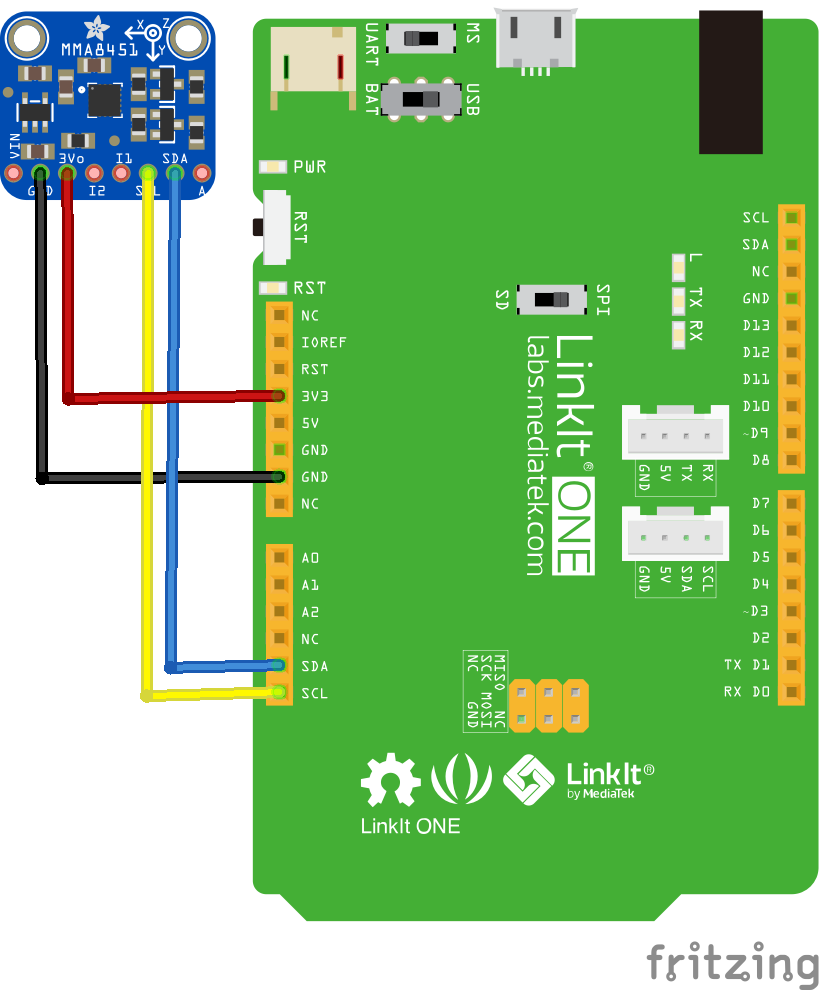 X Z
MMA8451
Y
VIN
3Vo I1 SDA
GND I2 SCL A
UART MS
BAT USB
PWR
RST
RST
NC
IOREF
RST
3V3
5V
GND
GND
NC
A0
A1
A2
NC
SDA
SCL
SD SPI
L
TX
RX
LinkIt® ONE
labs.mediatek.com
SCL
SDA
NC
GND
D13
D12
D11
D10
~D9
D8
GND 5V TX RX
GND 5V SDA SCL
D7
D6
D5
D4
~D3
D2
TX D1
RX D0
MISO NC
SCK MOSI
NC GND
LinkIt ONE
LinkIt®
by MediaTek
fritzing